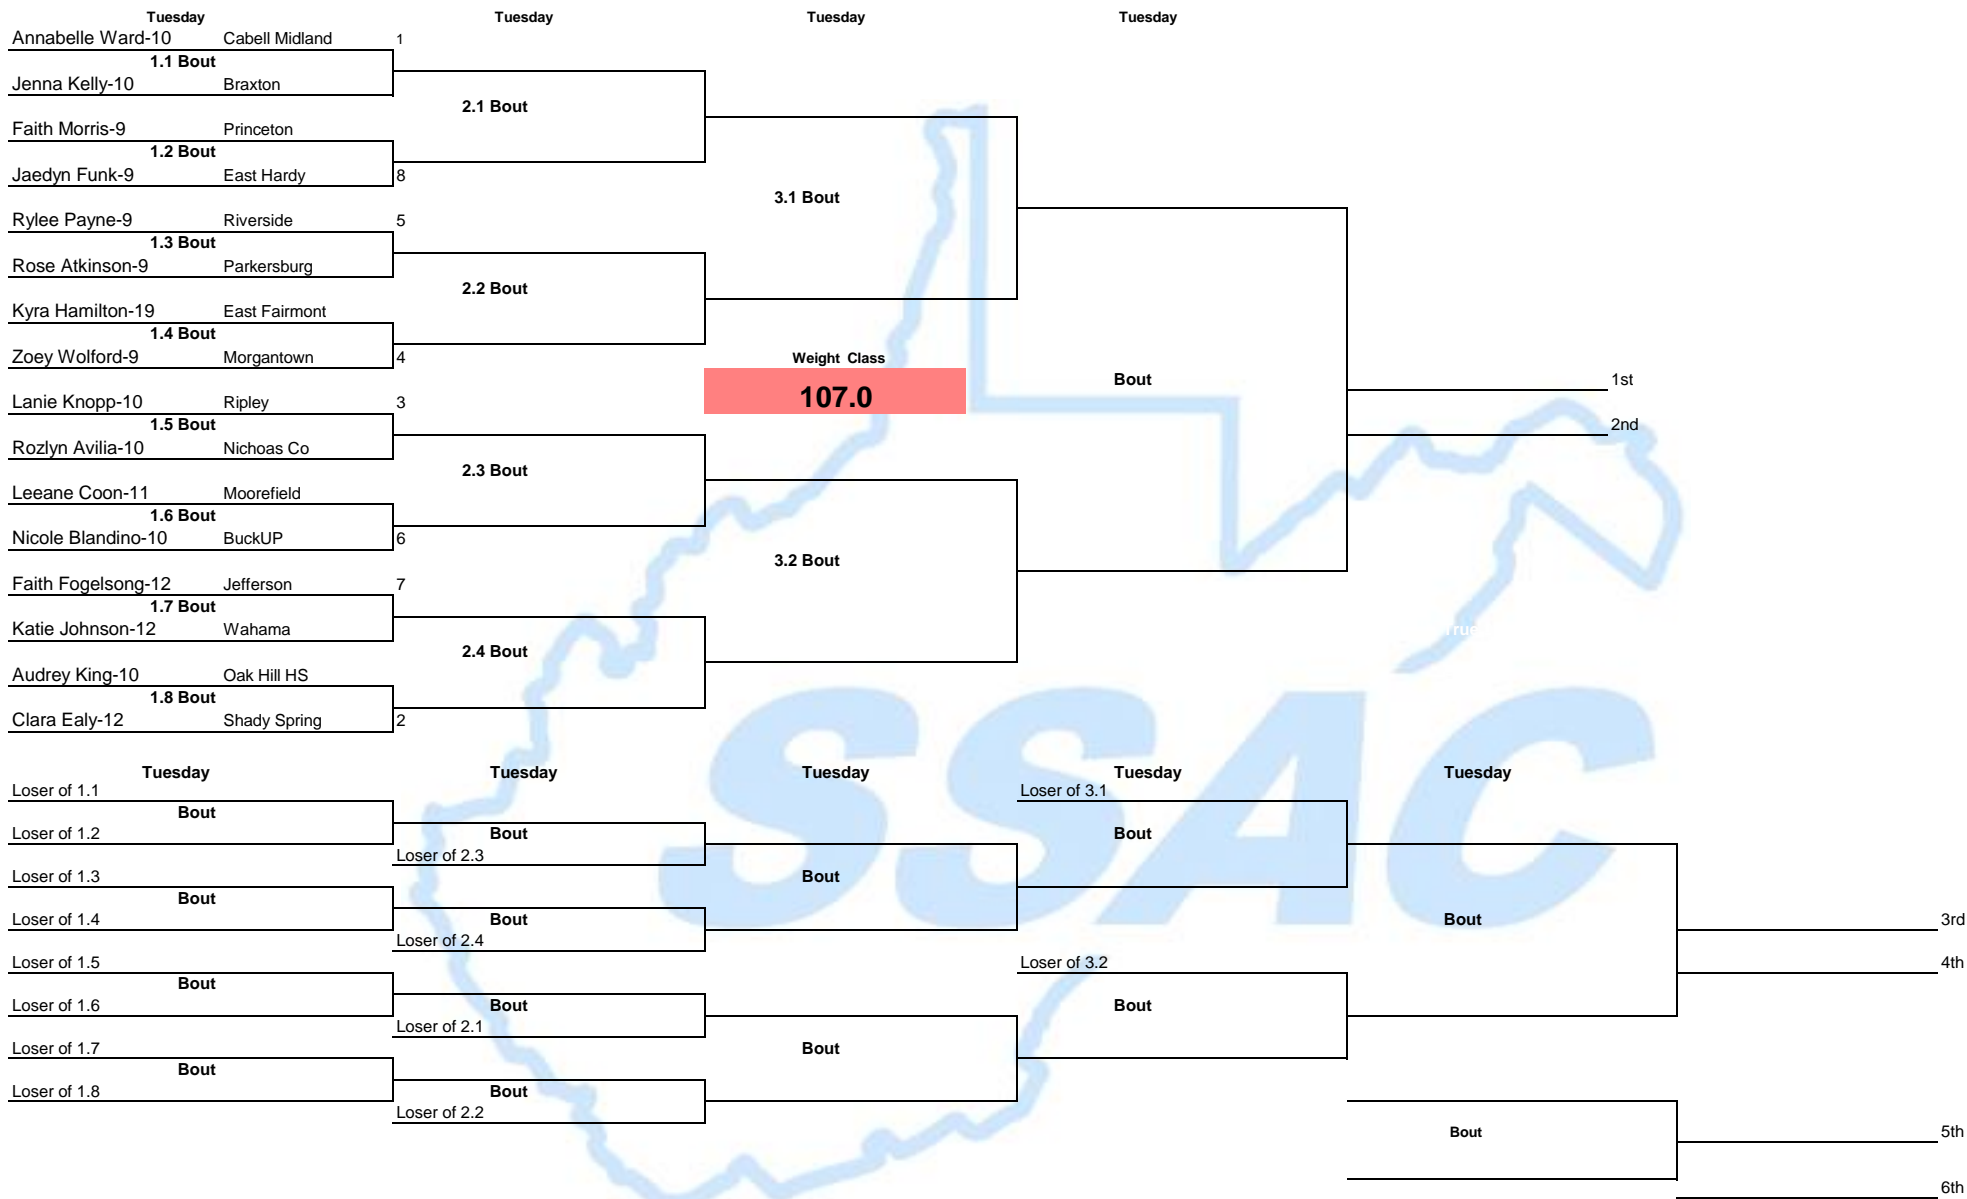 Tuesday Tuesday Tuesday Tuesday
Annabelle Ward-10 Cabell Midland 1
1.1 Bout
Jenna Kelly-10 Braxton
2.1 Bout
Faith Morris-9 Princeton
1.2 Bout
Jaedyn Funk-9 East Hardy 8
3.1 Bout
Rylee Payne-9 Riverside 5
1.3 Bout
Rose Atkinson-9 Parkersburg
2.2 Bout
Kyra Hamilton-19 East Fairmont
1.4 Bout
Zoey Wolford-9 Morgantown 4 Weight Class
Bout 1st
107.0
Lanie Knopp-10 Ripley 3
1.5 Bout 2nd
Rozlyn Avilia-10 Nichoas Co
2.3 Bout
Leeane Coon-11 Moorefield
1.6 Bout
Nicole Blandino-10 BuckUP 6
3.2 Bout
Faith Fogelsong-12 Jefferson 7
1.7 Bout
Katie Johnson-12 Wahama True
2.4 Bout
Audrey King-10 Oak Hill HS
1.8 Bout
Clara Ealy-12 Shady Spring 2
SSAC
Tuesday Tuesday Tuesday Tuesday Tuesday
Loser of 1.1 Loser of 3.1
Bout
Loser of 1.2 Bout Bout
Loser of 2.3
Loser of 1.3 Bout
Bout
Loser of 1.4 Bout Bout 3rd
Loser of 2.4
Loser of 1.5 Loser of 3.2 4th
Bout
Loser of 1.6 Bout Bout
Loser of 2.1
Loser of 1.7 Bout
Bout
Loser of 1.8 Bout
Loser of 2.2
Bout 5th
6th